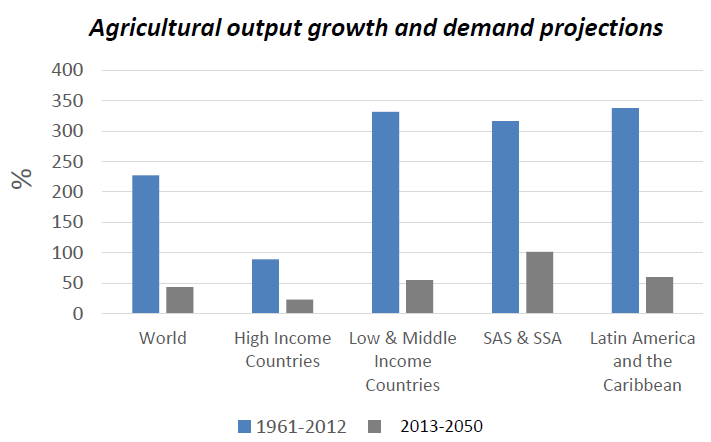 Agricultural output growth and demand projections
400
350
300
250
200
150
100
50
0
%
World
High Income
Countries
Low & Middle
Income
Countries
SAS & SSA
Latin America
and the
Caribbean
1961-2012
2013-2050